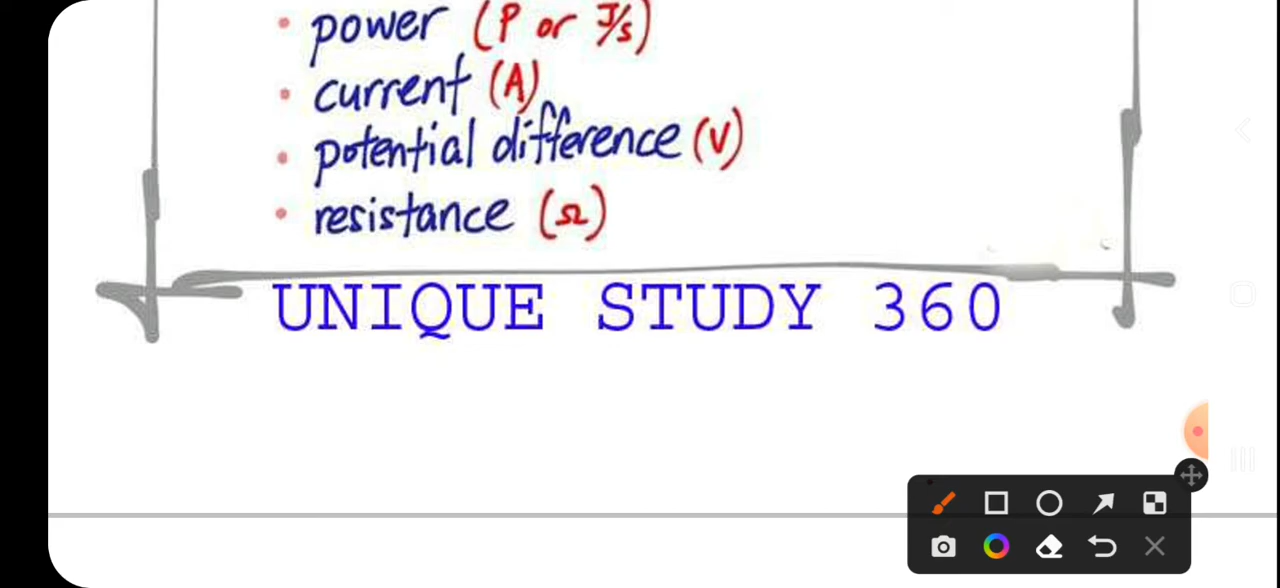 • power (P or J/s)
• current (A)
• potential difference (V)
• resistance (Ω)
UNIQUE STUDY 360